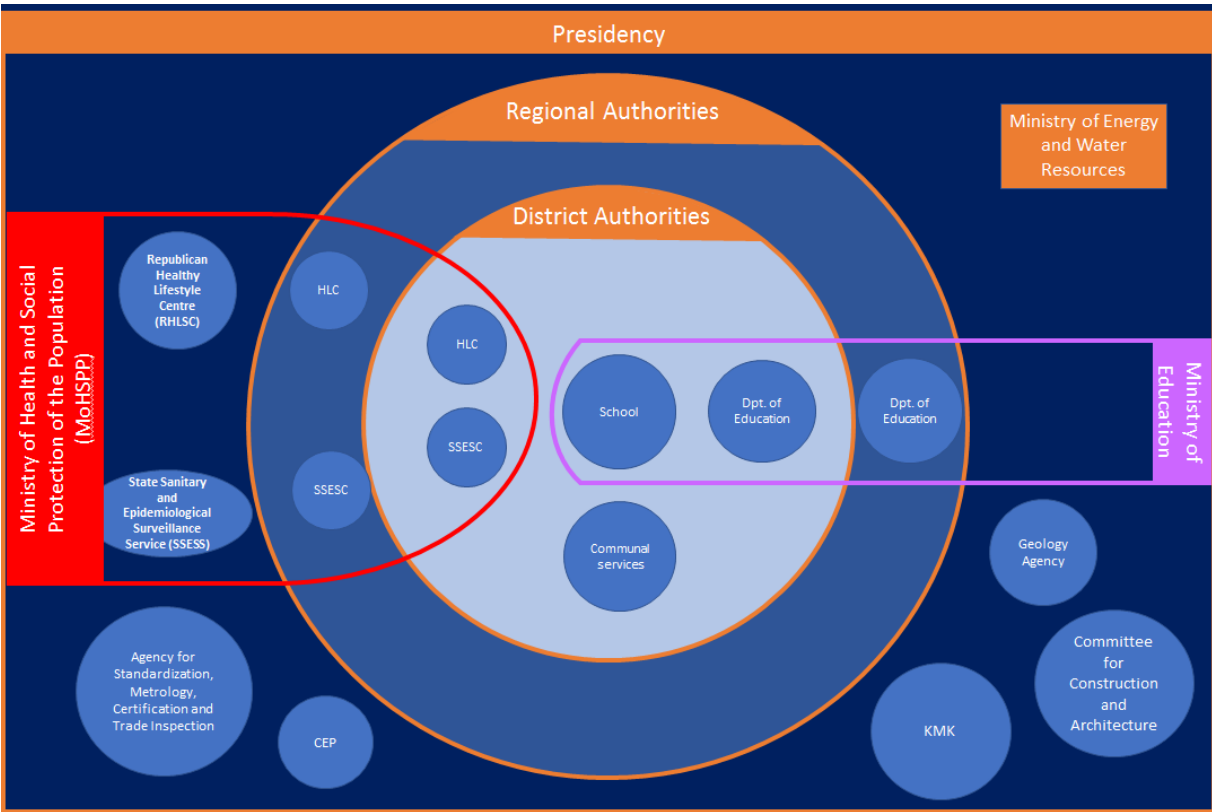 Presidency
Regional Authorities
Ministry of Energy
and Water
Resources
District Authorities
Ministry of Health and Social
Protection of the Population
(MoHSPP)
Republican
Healthy
Lifestyle
Centre
(RHLSC)
HLC
HLC
SSESC
State Sanitary
and
Epidemiological
Surveillance
Service (SSESS)
SSESC
School
Dpt. of
Education
Dpt. of
Education
Ministry of
Education
Communal
services
Geology
Agency
Agency for
Standardization,
Metrology,
Certification and
Trade Inspection
CEP
KMK
Committee
for
Construction
and
Architecture